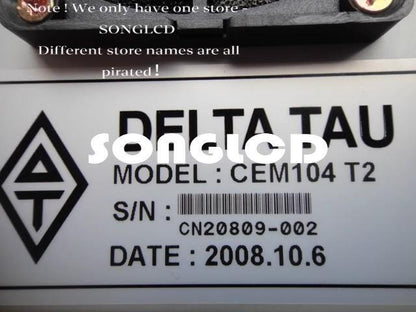 Note ! We only have one store -
SONGLCD
Different store names are all
pirated !
DELTA TAU
SONGLCD
MODEL : CEM104 T2
S/N :
CN20809-002
DATE : 2008.10.6